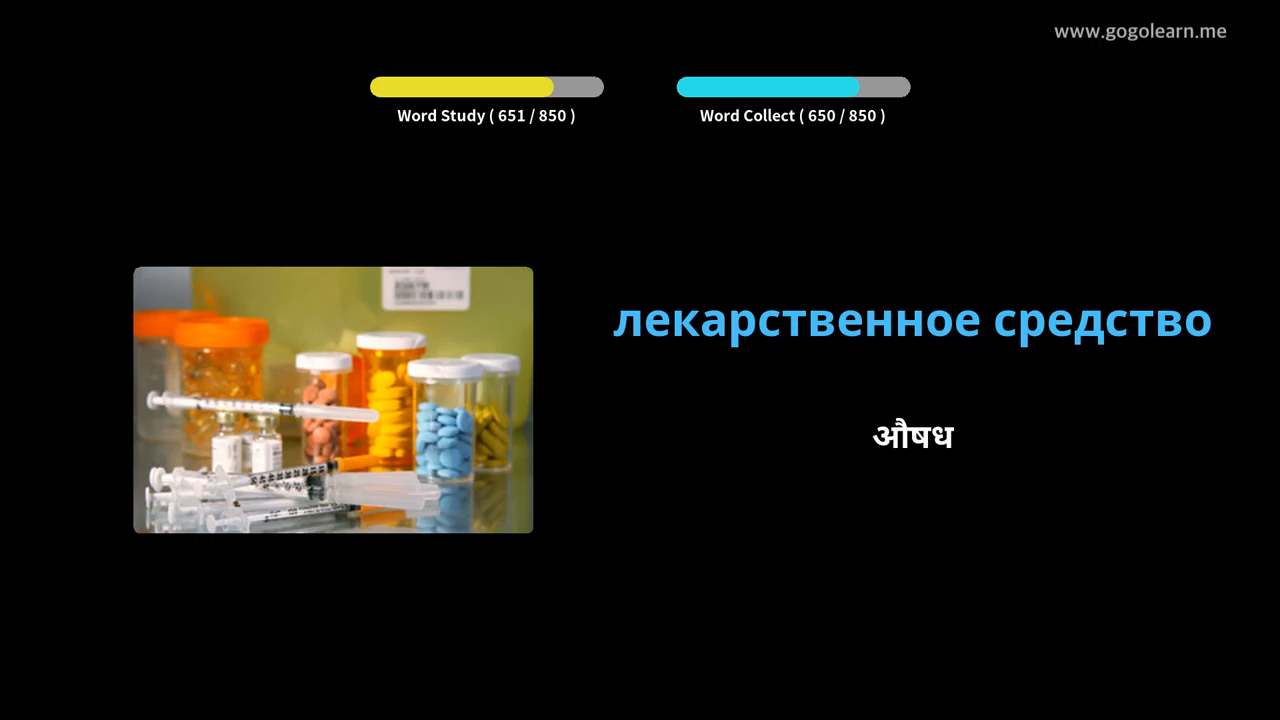 www.gogolearn.me
Word Study ( 651 / 850 )
Word Collect ( 650 / 850 )
лекарственное средство
औषध